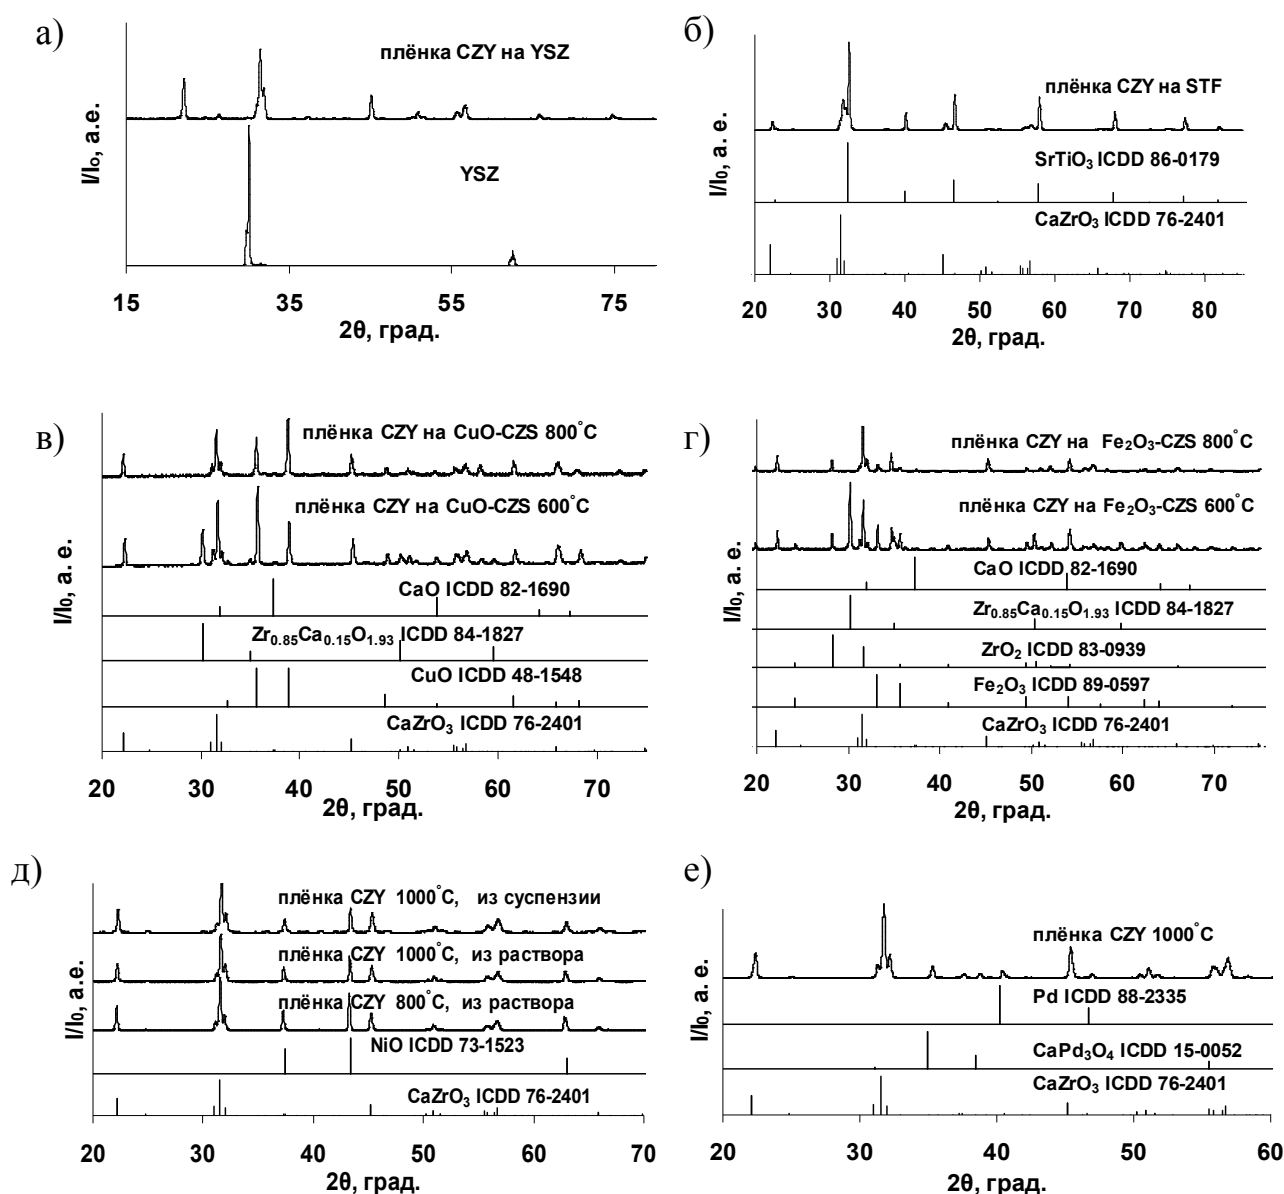 а)
плёнка CZY на YSZ
YSZ
I/I₀, а.е.
15 35 55 75
2θ, град.
б)
плёнка CZY на STF
SrTiO₃ ICDD 86-0179
CaZrO₃ ICDD 76-2401
I/I₀, а. е.
20 30 40 50 60 70 80
2θ, град.
в)
плёнка CZY на CuO-CZS 800°C
плёнка CZY на CuO-CZS 600°C
CaO ICDD 82-1690
Zr₀.₈₅Ca₀.₁₅O₁.₉₃ ICDD 84-1827
CuO ICDD 48-1548
CaZrO₃ ICDD 76-2401
I/I₀, а. е.
20 30 40 50 60 70
2θ, град.
г)
плёнка CZY на Fe₂O₃-CZS 800°C
плёнка CZY на Fe₂O₃-CZS 600°C
CaO ICDD 82-1690
Zr₀.₈₅Ca₀.₁₅O₁.₉₃ ICDD 84-1827
ZrO₂ ICDD 83-0939
Fe₂O₃ ICDD 89-0597
CaZrO₃ ICDD 76-2401
I/I₀, а. е.
20 30 40 50 60 70
2θ, град.
д)
плёнка CZY 1000°C, из суспензии
плёнка CZY 1000°C, из раствора
плёнка CZY 800°C, из раствора
NiO ICDD 73-1523
CaZrO₃ ICDD 76-2401
I/I₀, а.е.
20 30 40 50 60 70
2θ, град.
е)
плёнка CZY 1000°C
Pd ICDD 88-2335
CaPd₃O₄ ICDD 15-0052
CaZrO₃ ICDD 76-2401
I/I₀, а. е.
20 30 40 50 60
2θ, град.